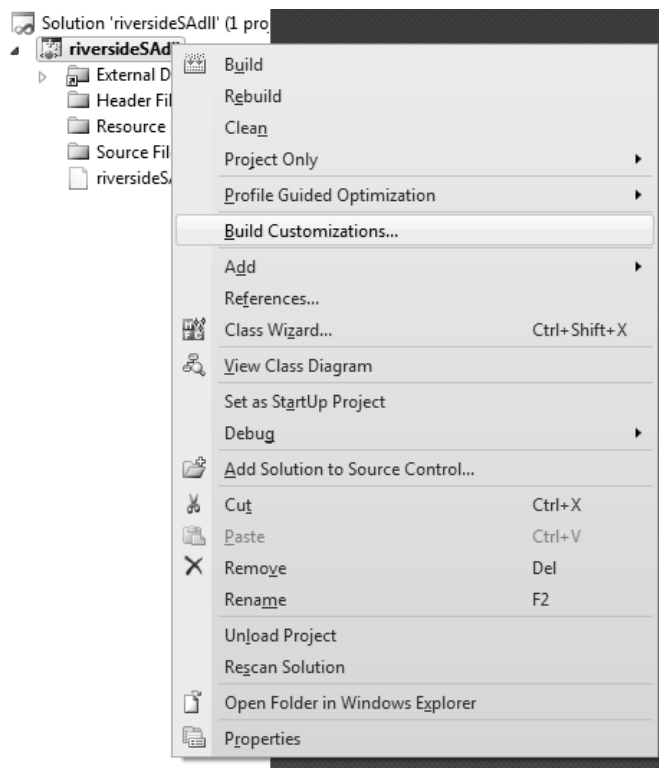 Solution 'riversideSAdll' (1 pro
riversideSAd
External D
Header Fil
Resource
Source Fil
riversideS
Build
Rebuild
Clean
Project Only
Profile Guided Optimization
Build Customizations...
Add
References...
Class Wizard... Ctrl+Shift+X
View Class Diagram
Set as StartUp Project
Debug
Add Solution to Source Control...
Cut Ctrl+X
Paste Ctrl+V
Remove Del
Rename F2
Unload Project
Rescan Solution
Open Folder in Windows Explorer
Properties